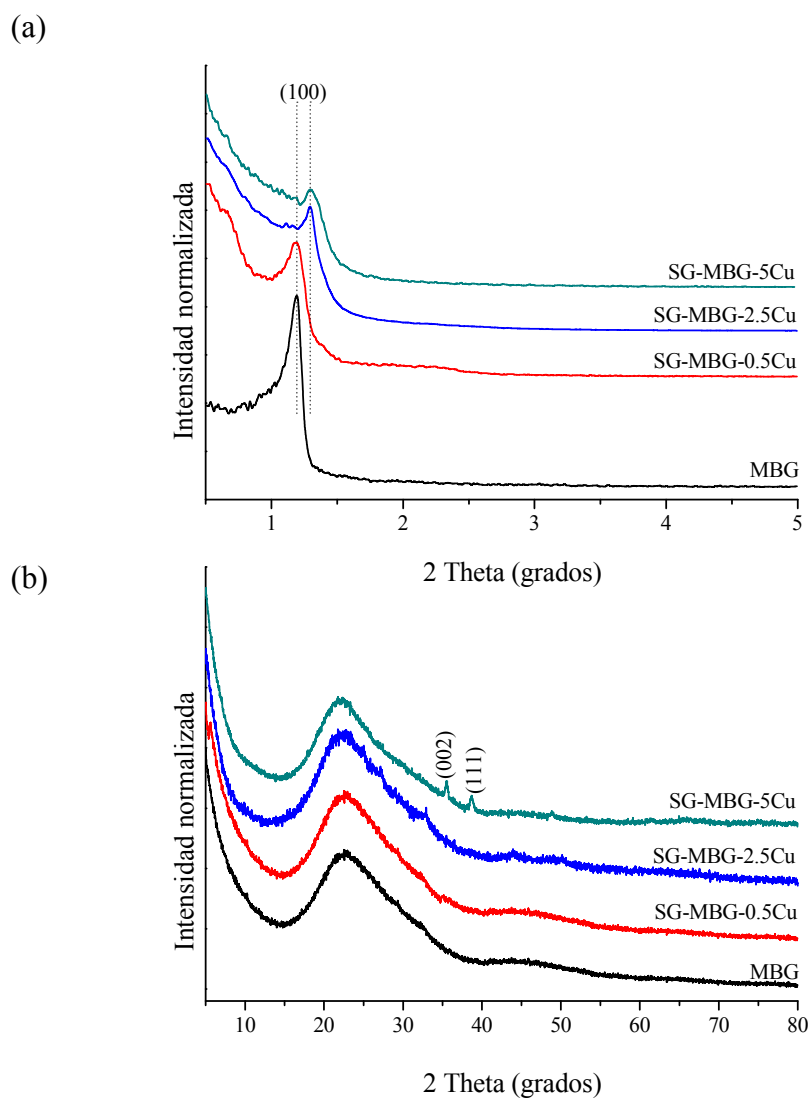 (a)
(100)
Intensidad normalizada
SG-MBG-5Cu
SG-MBG-2.5Cu
SG-MBG-0.5Cu
MBG
1 2 3 4 5
2 Theta (grados)
(b)
Intensidad normalizada
(002)
(111)
SG-MBG-5Cu
SG-MBG-2.5Cu
SG-MBG-0.5Cu
MBG
10 20 30 40 50 60 70 80
2 Theta (grados)